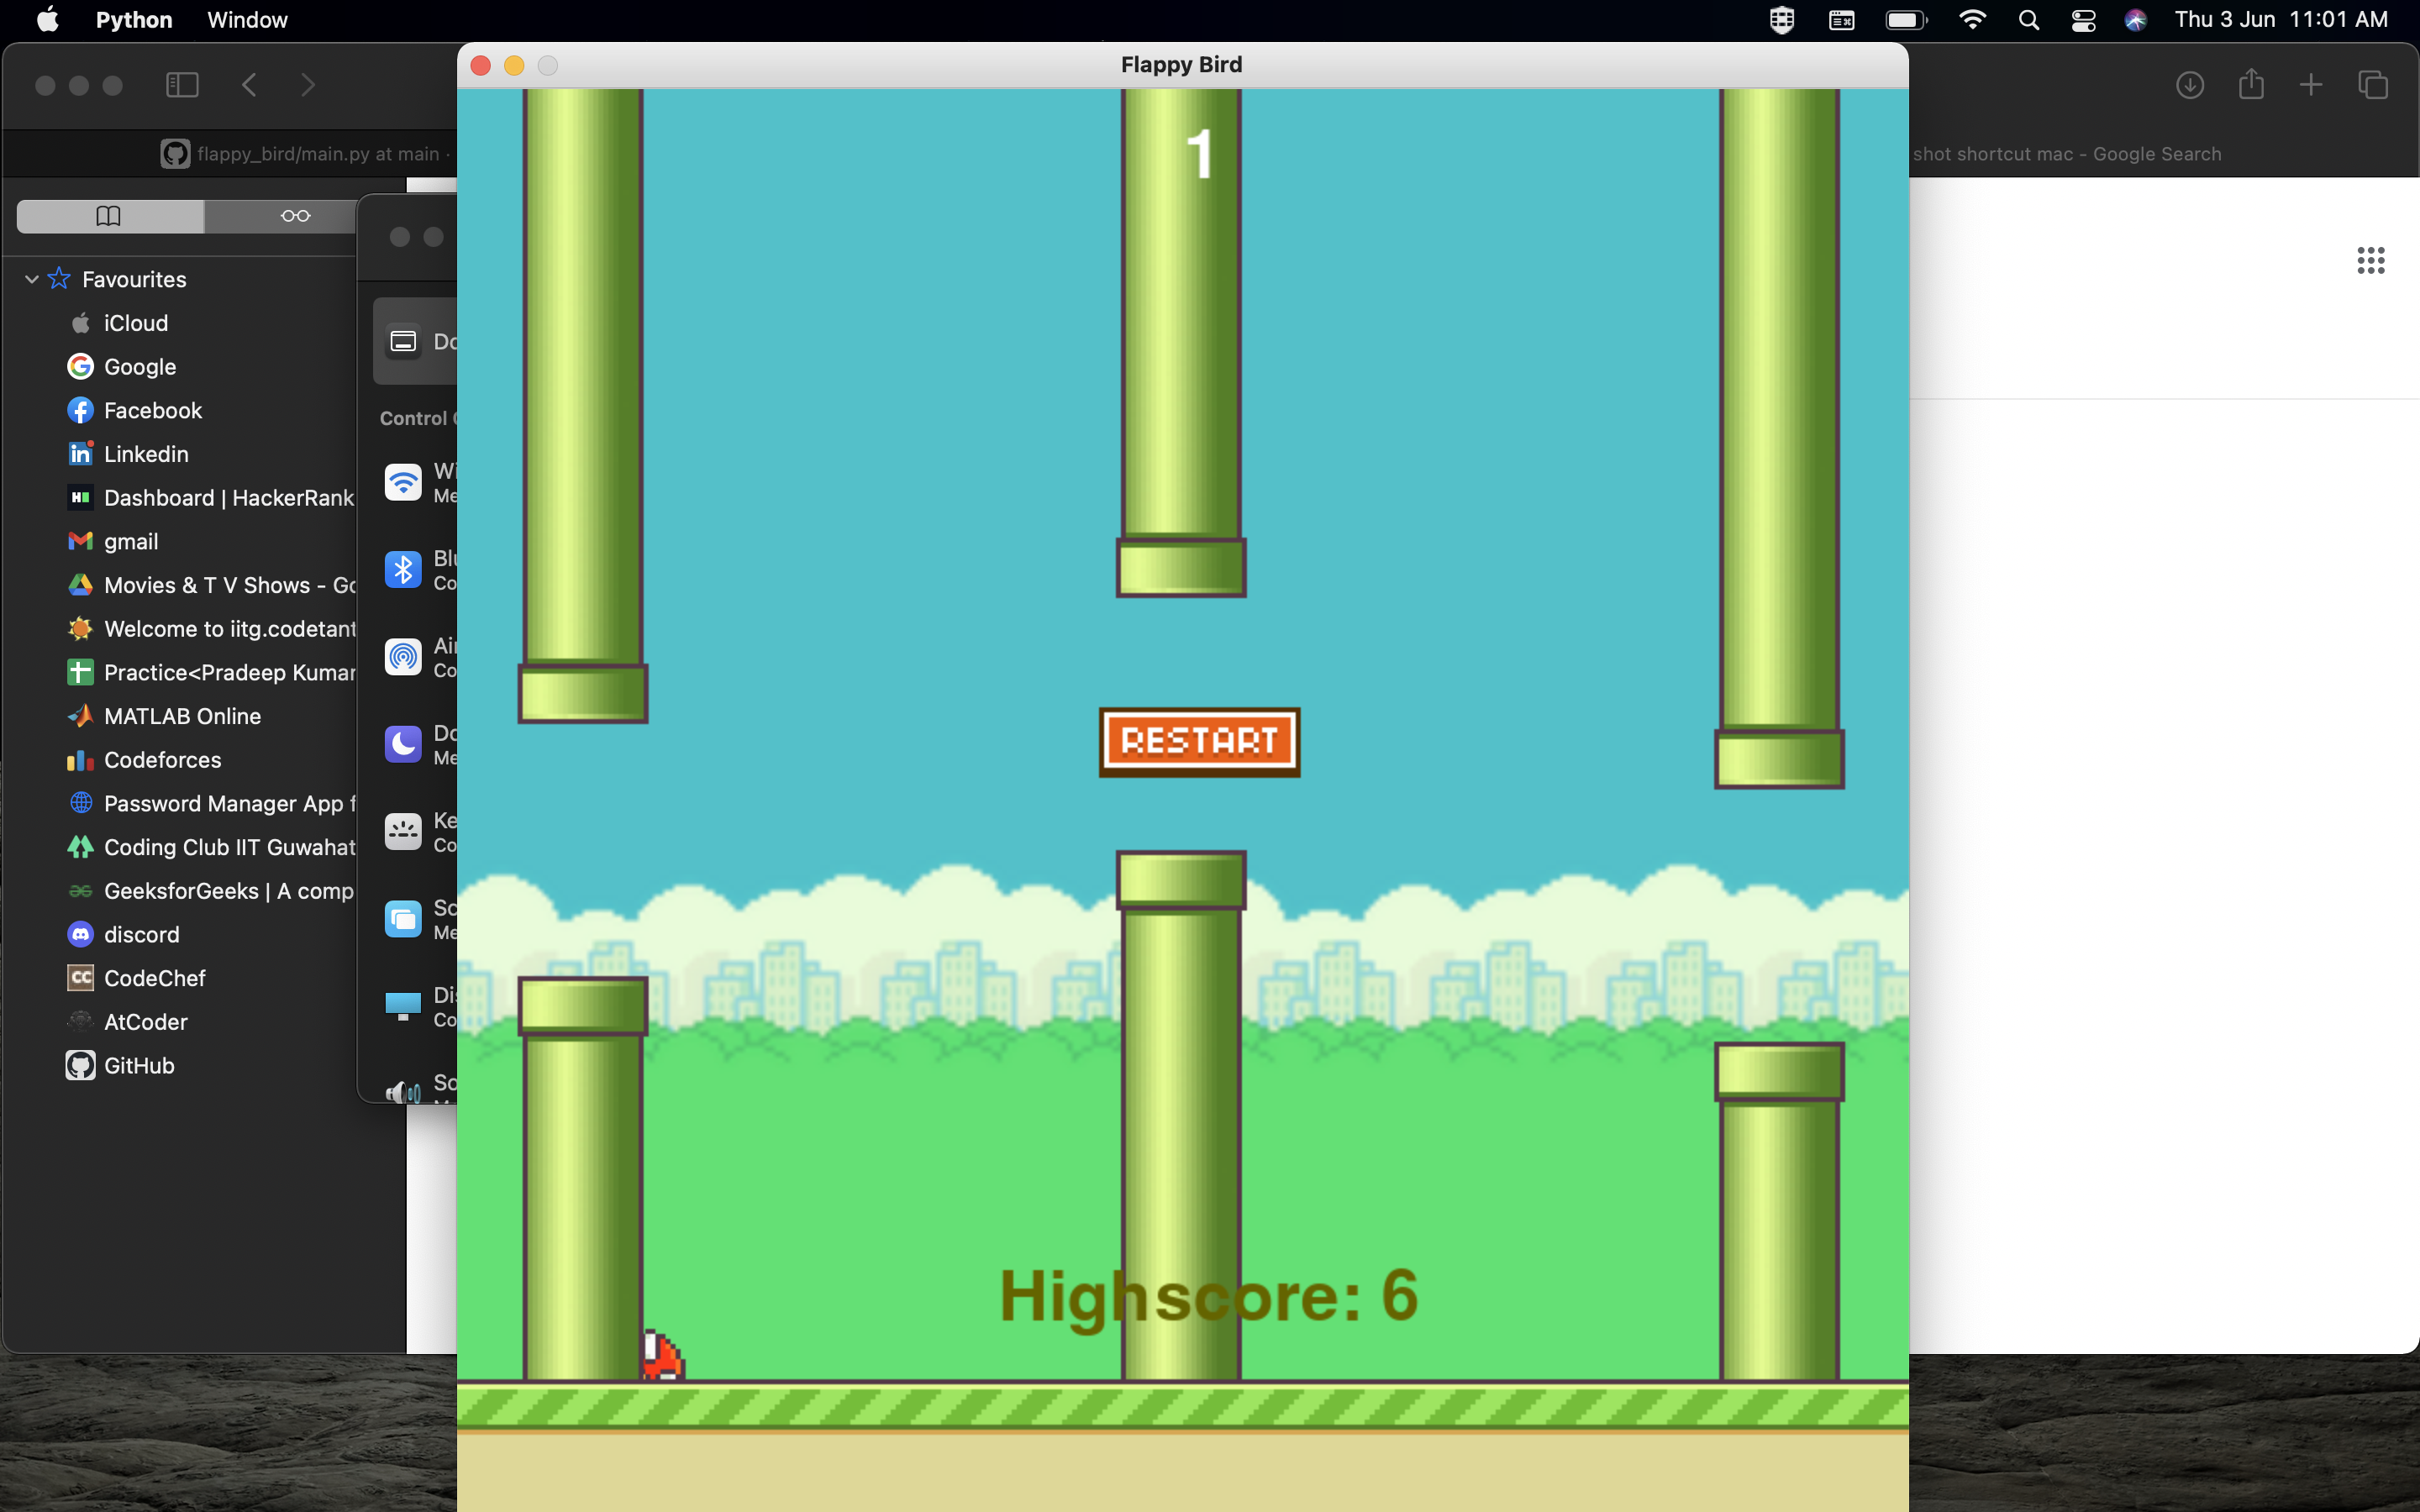 Python Window
Thu 3 Jun 11:01 AM
Flappy Bird
flappy_bird/main.py at main ·
shot shortcut mac - Google Search
Favourites
iCloud
Google
Facebook
Linkedin
Dashboard | HackerRank
gmail
Movies & T V Shows - Go
Welcome to iitg.codetant
Practice<Pradeep Kumar
MATLAB Online
Codeforces
Password Manager App f
Coding Club IIT Guwahat
GeeksforGeeks | A comp
discord
CodeChef
AtCoder
GitHub
Do
Control
Wi
Me
Blu
Co
Air
Co
Do
Me
Ke
Co
Sc
Me
Dis
Co
So
1
RESTART
Highscore: 6